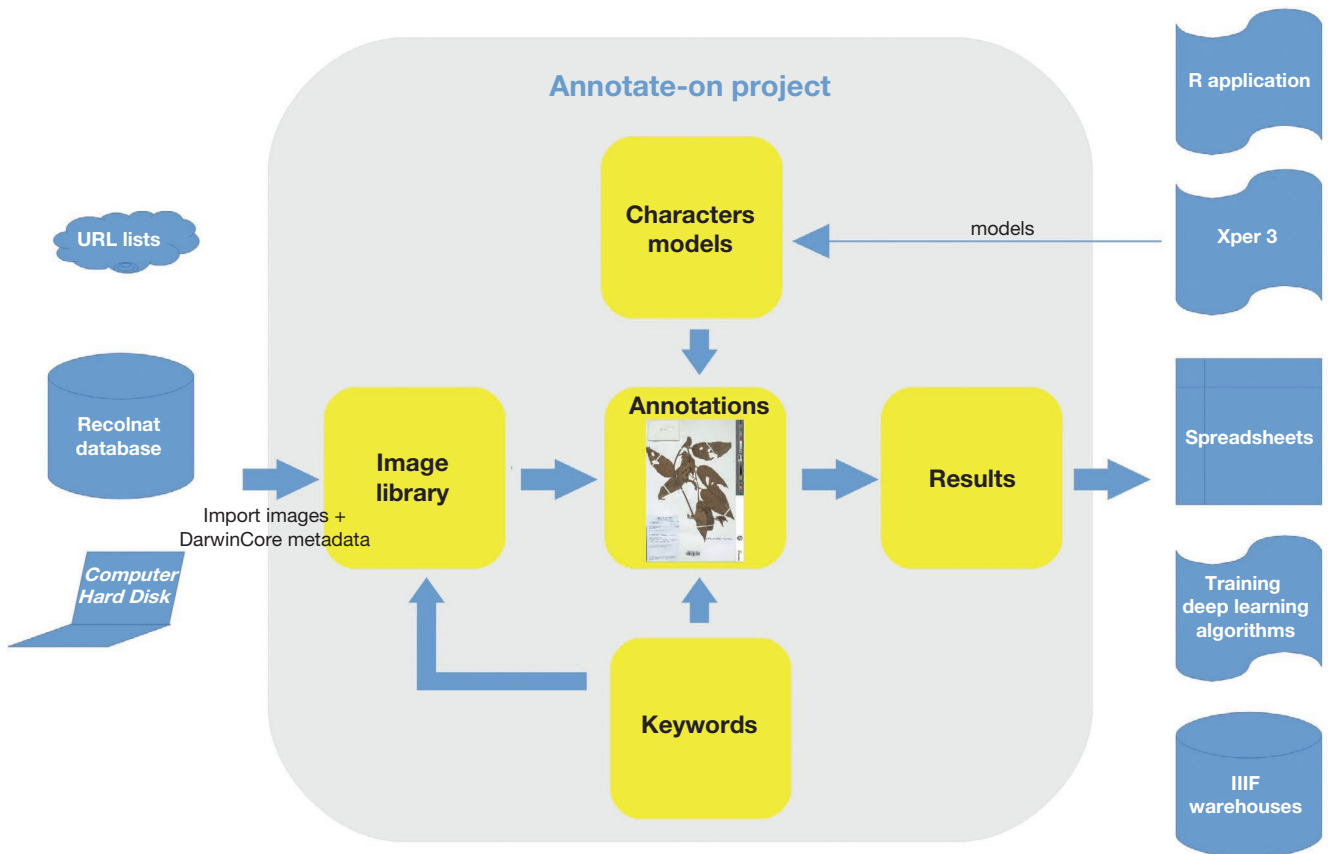 Annotate-on project
R application
Characters
models
models
Xper 3
URL lists
Recolnat
database
Image
library
Annotations
Results
Spreadsheets
Import images +
DarwinCore metadata
Computer
Hard Disk
Training
deep learning
algorithms
Keywords
IIIF
warehouses